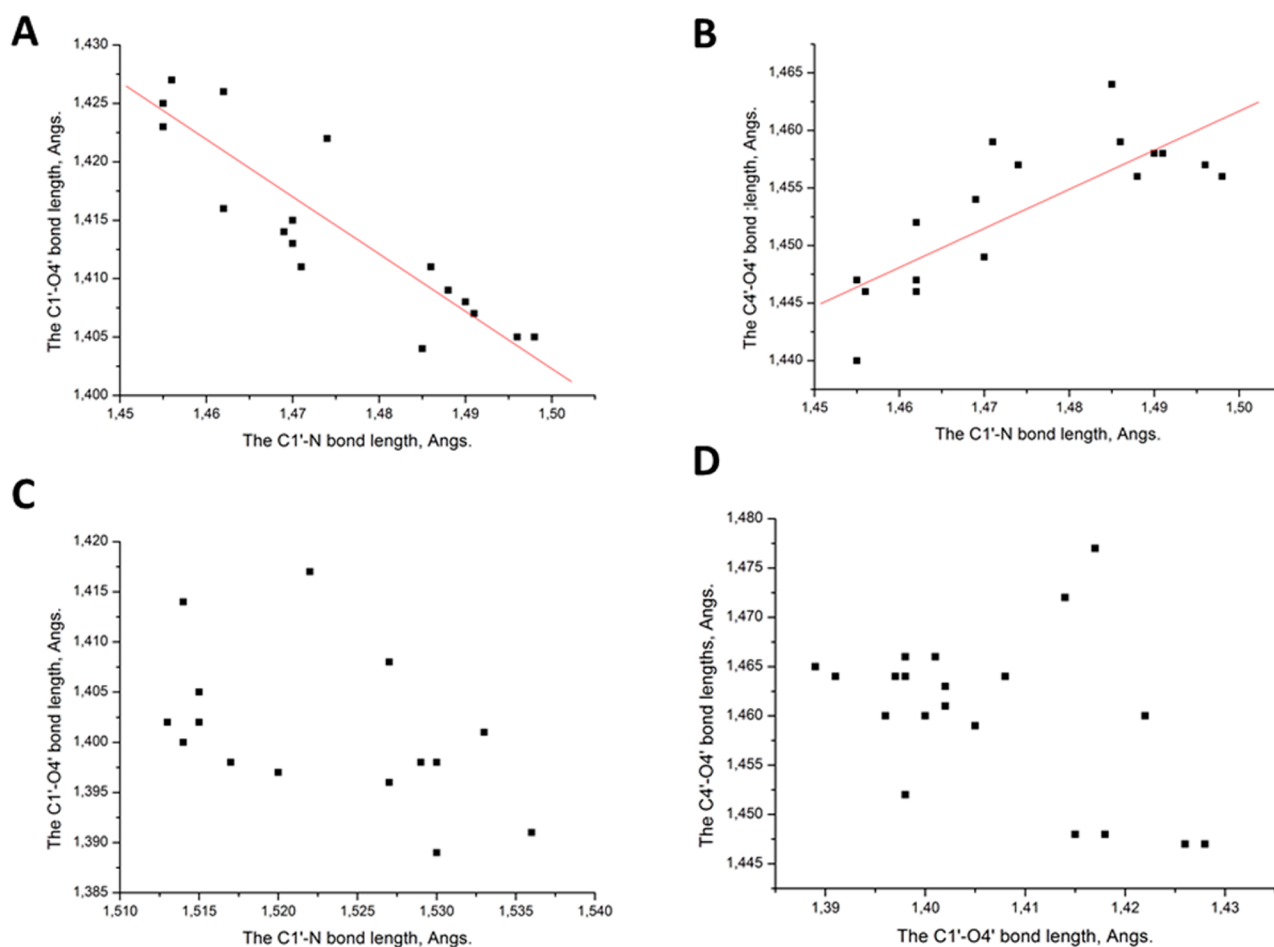 A
The C1'-O4' bond length, Angs.
1,430
1,425
1,420
1,415
1,410
1,405
1,400
1,45 1,46 1,47 1,48 1,49 1,50
The C1'-N bond length, Angs.
B
The C4'-O4' bond ;length, Angs.
1,465
1,460
1,455
1,450
1,445
1,440
1,45 1,46 1,47 1,48 1,49 1,50
The C1'-N bond length, Angs.
C
The C1'-O4' bond length, Angs.
1,420
1,415
1,410
1,405
1,400
1,395
1,390
1,385
1,510 1,515 1,520 1,525 1,530 1,535 1,540
The C1'-N bond length, Angs.
D
The C4'-O4' bond lengths, Angs.
1,480
1,475
1,470
1,465
1,460
1,455
1,450
1,445
1,39 1,40 1,41 1,42 1,43
The C1'-O4' bond length, Angs.